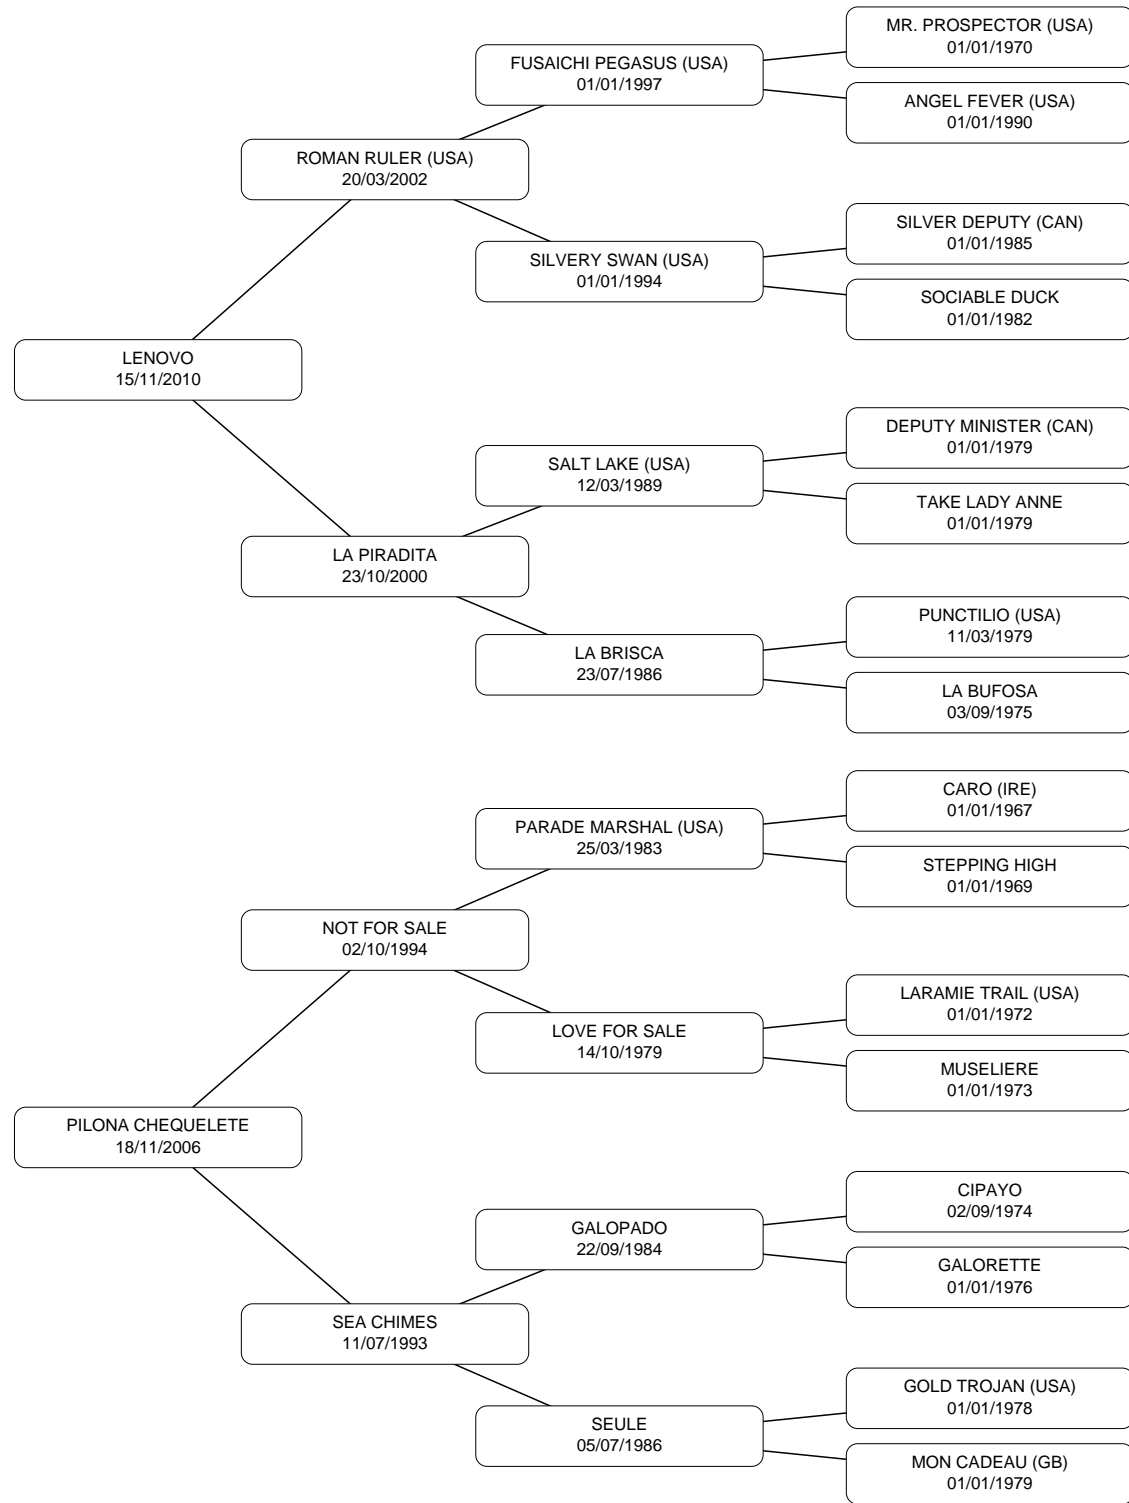 MR. PROSPECTOR (USA)
01/01/1970
FUSAICHI PEGASUS (USA)
01/01/1997
ANGEL FEVER (USA)
01/01/1990
ROMAN RULER (USA)
20/03/2002
SILVER DEPUTY (CAN)
01/01/1985
SILVERY SWAN (USA)
01/01/1994
SOCIABLE DUCK
01/01/1982
LENOVO
15/11/2010
DEPUTY MINISTER (CAN)
01/01/1979
SALT LAKE (USA)
12/03/1989
TAKE LADY ANNE
01/01/1979
LA PIRADITA
23/10/2000
PUNCTILIO (USA)
11/03/1979
LA BRISCA
23/07/1986
LA BUFOSA
03/09/1975
CARO (IRE)
01/01/1967
PARADE MARSHAL (USA)
25/03/1983
STEPPING HIGH
01/01/1969
NOT FOR SALE
02/10/1994
LARAMIE TRAIL (USA)
01/01/1972
LOVE FOR SALE
14/10/1979
MUSELIERE
01/01/1973
PILONA CHEQUELETE
18/11/2006
CIPAYO
02/09/1974
GALOPADO
22/09/1984
GALORETTE
01/01/1976
SEA CHIMES
11/07/1993
GOLD TROJAN (USA)
01/01/1978
SEULE
05/07/1986
MON CADEAU (GB)
01/01/1979